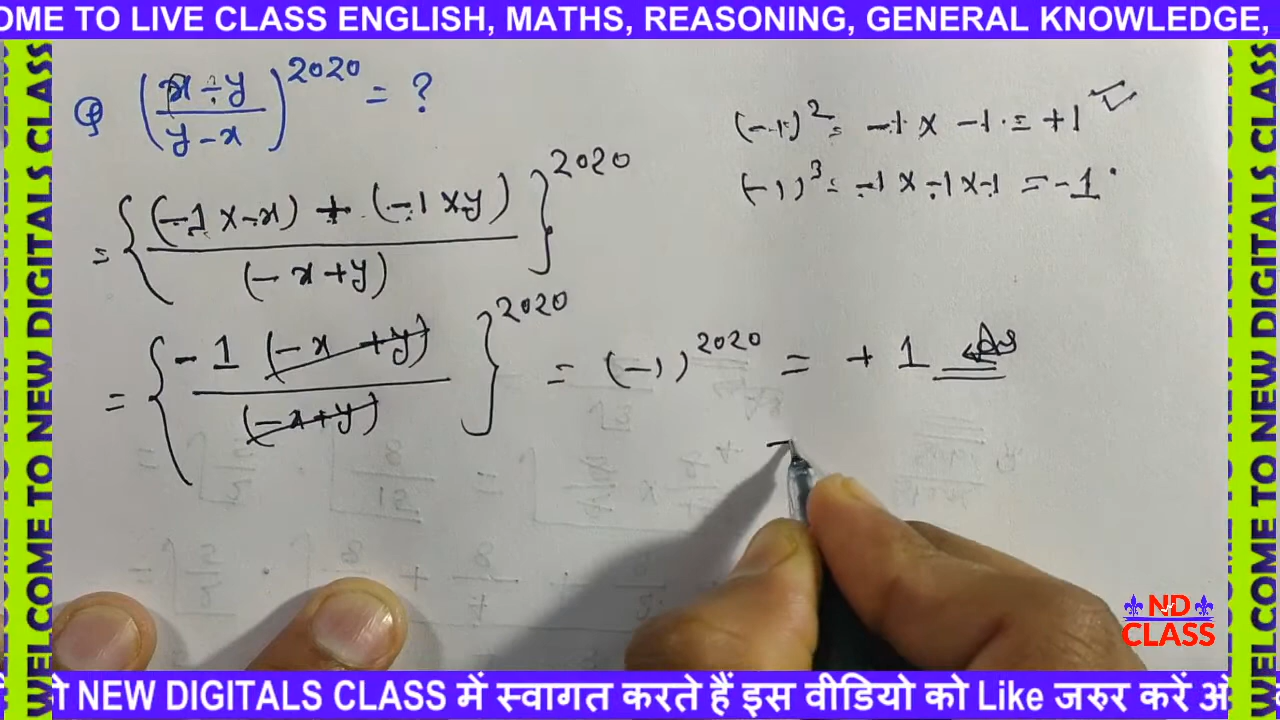 OME TO LIVE CLASS ENGLISH, MATHS, REASONING, GENERAL KNOWLEDGE,
WELCOME TO NEW DIGITALS CLASS
Q (x ÷ y / y - x)^2020 = ?
= { (-1 x -x) + (-1 x y) / (-x + y) }^2020
= { -1 (-x + y) / (-x + y) }^2020 = (-1)^2020 = + 1
(-1)^2 = -1 x -1 = +1
(-1)^3 = -1 x -1 x -1 = -1
WELCOME TO NEW DIGITALS CLASS
ND
CLASS
NEW DIGITALS CLASS में स्वागत करते हैं इस वीडियो को Like जरुर करें